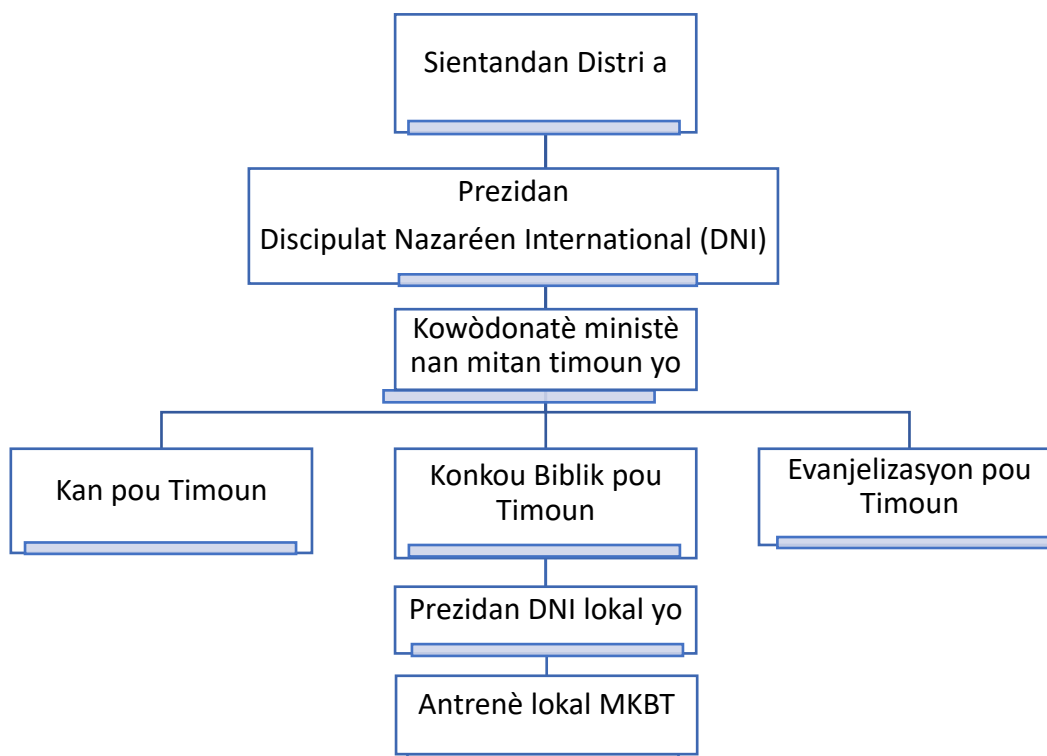 Sientandan Distri a
Prezidan
Discipulat Nazaréen International (DNI)
Kowòdonatè ministè
nan mitan timoun yo
Kan pou Timoun
Konkou Biblik pou
Timoun
Evanjelizasyon pou
Timoun
Prezidan DNI lokal yo
Antrenè lokal MKBT